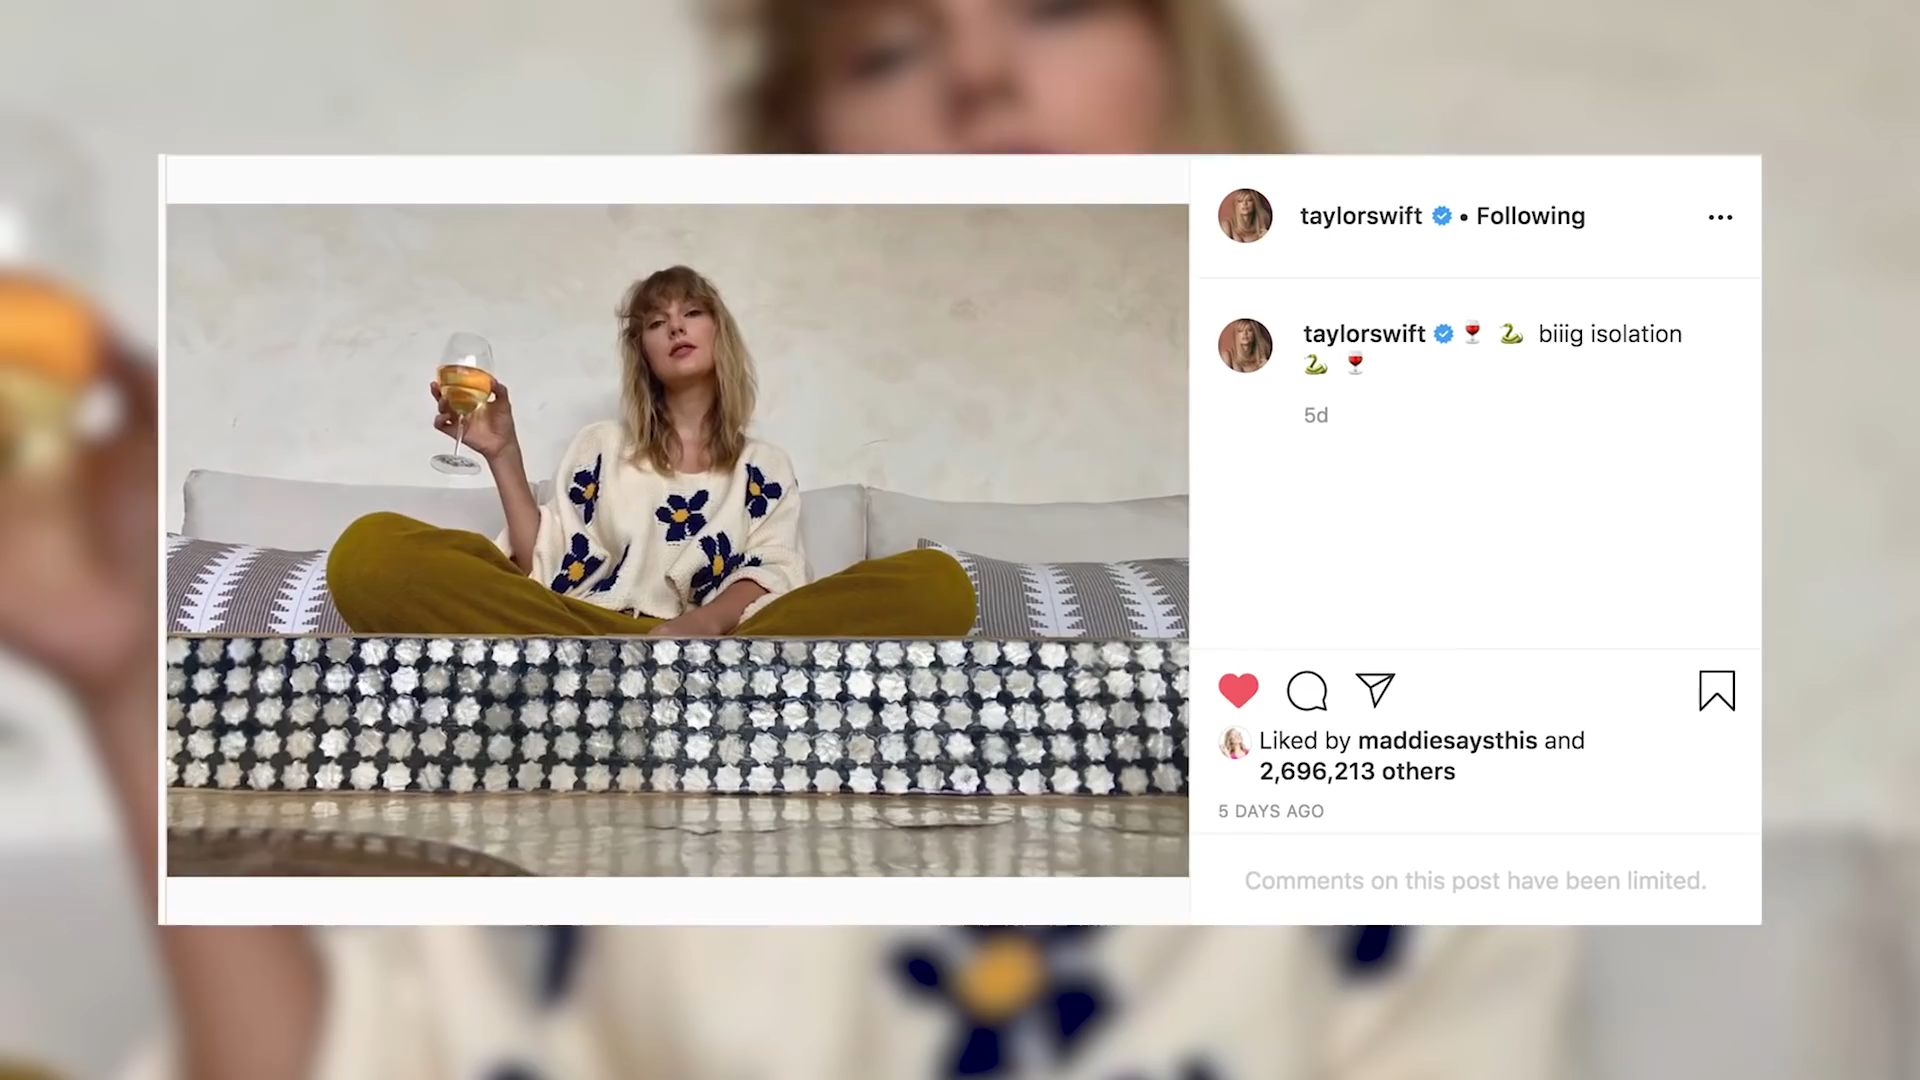 taylorswift • Following
taylorswift 🍷 🐍 biiig isolation
🐍 🍷
5d
Liked by maddiesaysthis and
2,696,213 others
5 DAYS AGO
Comments on this post have been limited.